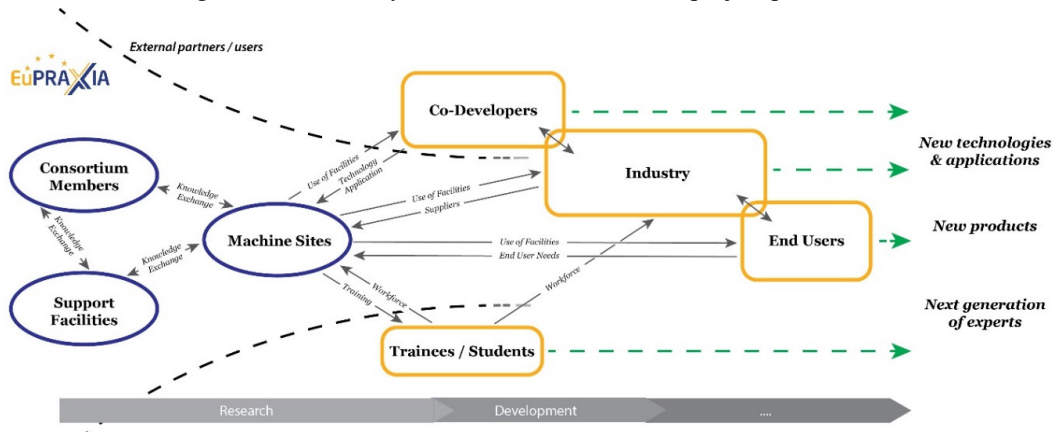 External partners / users
EuPRAXIA
Co-Developers
New technologies
& applications
Consortium
Members
Use of Facilities
Technology
Application
Industry
Knowledge
Exchange
Use of Facilities
Suppliers
Knowledge
Exchange
Machine Sites
Knowledge
Exchange
Use of Facilities
End User Needs
End Users
New products
Support
Facilities
Workforce
Training
Workforce
Next generation
of experts
Trainees / Students
Research
Development
....